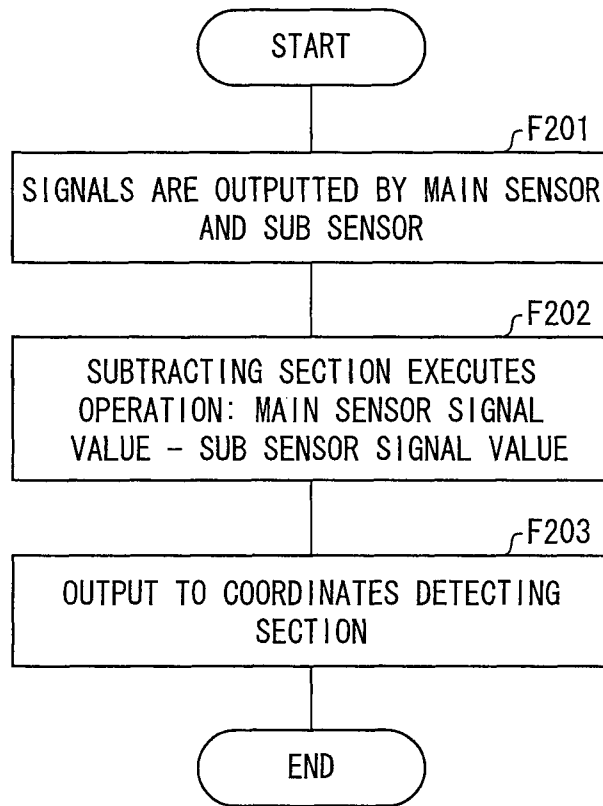 START
F201
SIGNALS ARE OUTPUTTED BY MAIN SENSOR
AND SUB SENSOR
F202
SUBTRACTING SECTION EXECUTES
OPERATION: MAIN SENSOR SIGNAL
VALUE – SUB SENSOR SIGNAL VALUE
F203
OUTPUT TO COORDINATES DETECTING
SECTION
END